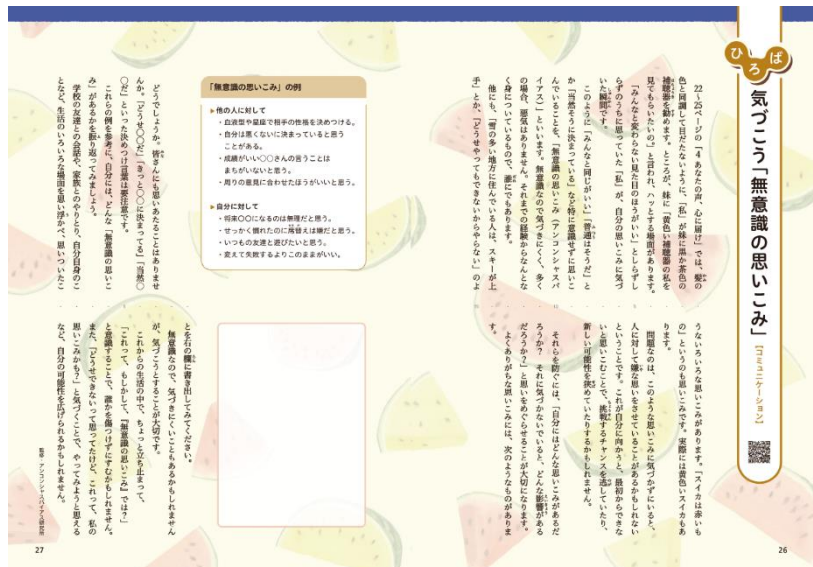 ひろば
気づこう「無意識の思いこみ」
【コミュニケーション】
22〜25ページの「4 あなたの声、心に届け」では、髪の
色と同調して目だたないように、「私」が妹に黒か茶色の
補聴器を勧めます。ところが、妹に「黄色い補聴器の私を
見てもらいたいの。」と言われ、ハッとする場面があります。
「みんなと変わらない見た目のほうがいい」としらずし
らずのうちに思っていた「私」が、自分の思いこみに気づ
いた瞬間です。
このように「みんなと同じがいい」「普通はそうだ」と
か「当然そうに決まっている」など特に意識せずに思いこ
んでいることを、「無意識の思いこみ（アンコンシャスバ
イアス）」といいます。無意識なので気づきにくく、多く
の場合、悪気はありません。それまでの経験からなんとな
く身についているもので、誰にでもあります。
他にも、「雪の多い地方に住んでいる人は、スキーが上
手」とか、「どうせやってもできないからやらない」のよ
うないろいろな思いこみがあります。「スイカは赤いも
の」というのも思いこみです。実際には黄色いスイカもあ
ります。
問題なのは、このような思いこみに気づかずにいると、
人に対して嫌な思いをさせていることがあるかもしれない
ということです。これが自分に向かうと、最初からできな
いと思いこむことで、挑戦するチャンスを逃していたり、
新しい可能性を狭めていたりするかもしれません。
それらを防ぐには、「自分にはどんな思いこみがあるだ
ろうか？ それに気づかないでいると、どんな影響がある
だろうか？」と思いをめぐらせることが大切になります。
よくありがちな思いこみには、次のようなものがありま
す。
26
「無意識の思いこみ」の例
▶他の人に対して
・血液型や星座で相手の性格を決めつける。
・自分は悪くないに決まっていると思う
ことがある。
・成績がいい○○さんの言うことは
まちがいないと思う。
・周りの意見に合わせたほうがいいと思う。
▶自分に対して
・将来○○になるのは無理だと思う。
・せっかく慣れたのに席替えは嫌だと思う。
・いつもの友達と遊びたいと思う。
・変えて失敗するよりこのままがいい。
どうでしょうか。皆さんにも思いあたることはありませ
んか。「どうせ○○だ」「きっと○○に決まってる」「当然○
○だ」といった決めつけ言葉は要注意です。
これらの例を参考に、自分には、どんな「無意識の思いこ
み」があるかを振り返ってみましょう。
学校の友達との会話や、家族とのやりとり、自分自身のこ
となど、生活のいろいろな場面を思い浮かべ、思いついたこ
とを右の欄に書き出してみてください。
無意識なので、気づきにくいこともあるかもしれません
が、気づこうとすることが大切です。
これからの生活の中で、ちょっと立ち止まって、
「これって、もしかして、『無意識の思いこみ』では？」
と意識することで、誰かを傷つけずにすむかもしれません。
また、「どうせできないって思ってたけど、これって、私の
思いこみかも？」と気づくことで、やってみようと思える
など、自分の可能性を広げられるかもしれません。
監修 アンコンシャスバイアス研究所
27